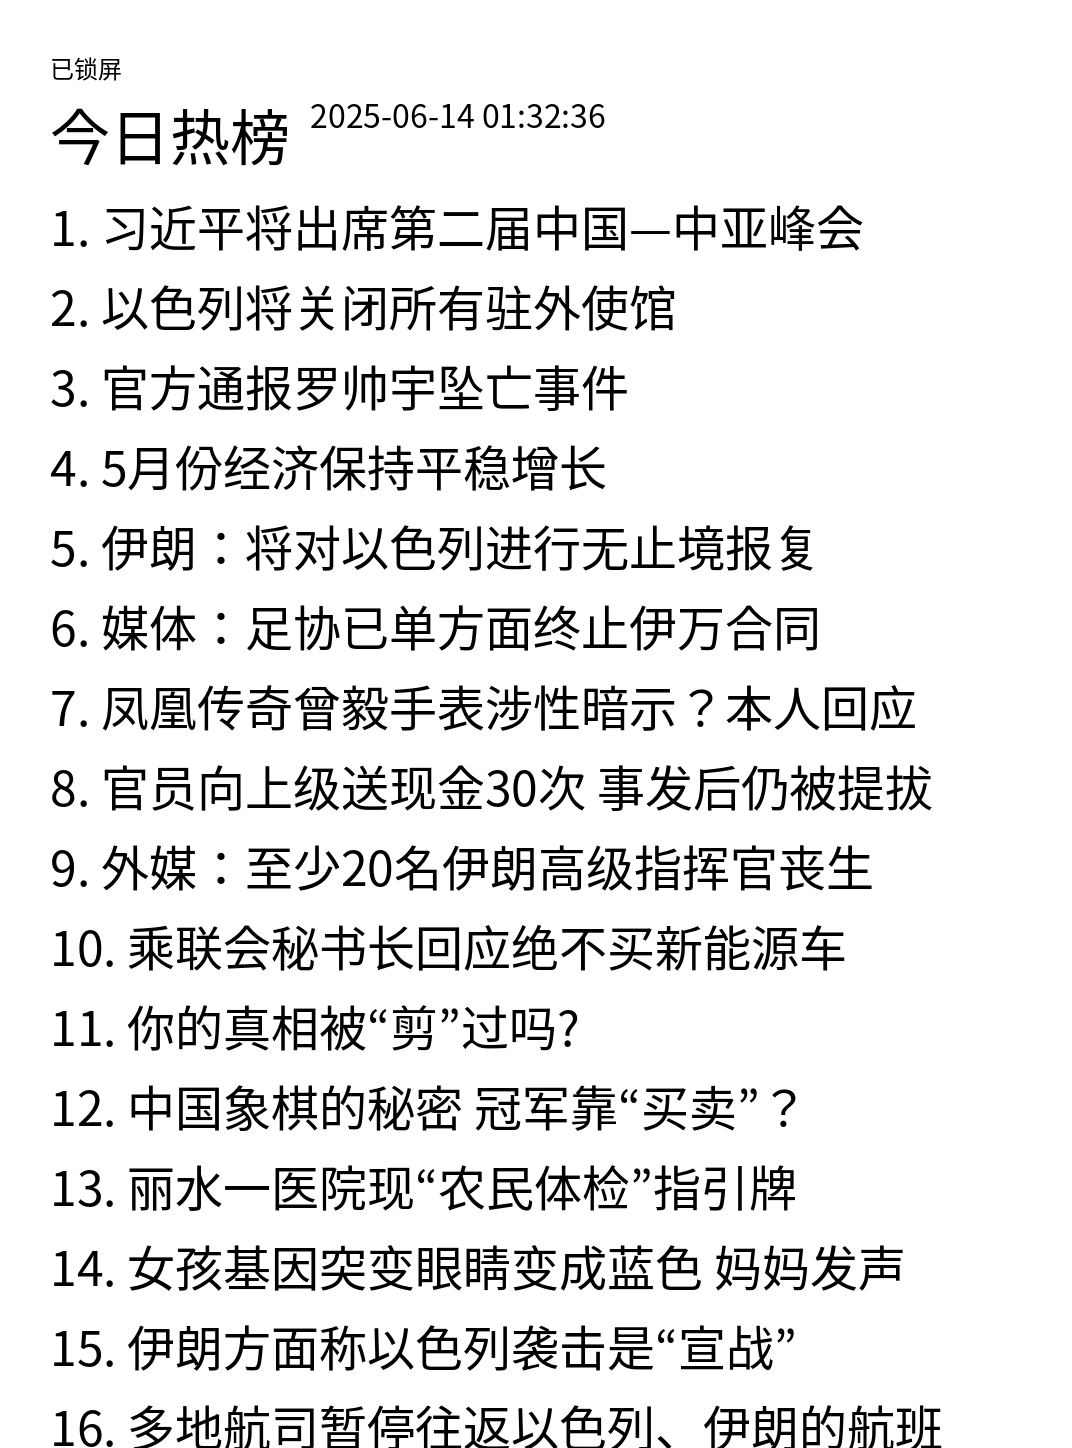 已锁屏
今日热榜 2025-06-14 01:32:36
1. 习近平将出席第二届中国—中亚峰会
2. 以色列将关闭所有驻外使馆
3. 官方通报罗帅宇坠亡事件
4. 5月份经济保持平稳增长
5. 伊朗：将对以色列进行无止境报复
6. 媒体：足协已单方面终止伊万合同
7. 凤凰传奇曾毅手表涉性暗示？本人回应
8. 官员向上级送现金30次 事发后仍被提拔
9. 外媒：至少20名伊朗高级指挥官丧生
10. 乘联会秘书长回应绝不买新能源车
11. 你的真相被“剪”过吗?
12. 中国象棋的秘密 冠军靠“买卖”？
13. 丽水一医院现“农民体检”指引牌
14. 女孩基因突变眼睛变成蓝色 妈妈发声
15. 伊朗方面称以色列袭击是“宣战”
16. 多地航司暂停往返以色列、伊朗的航班